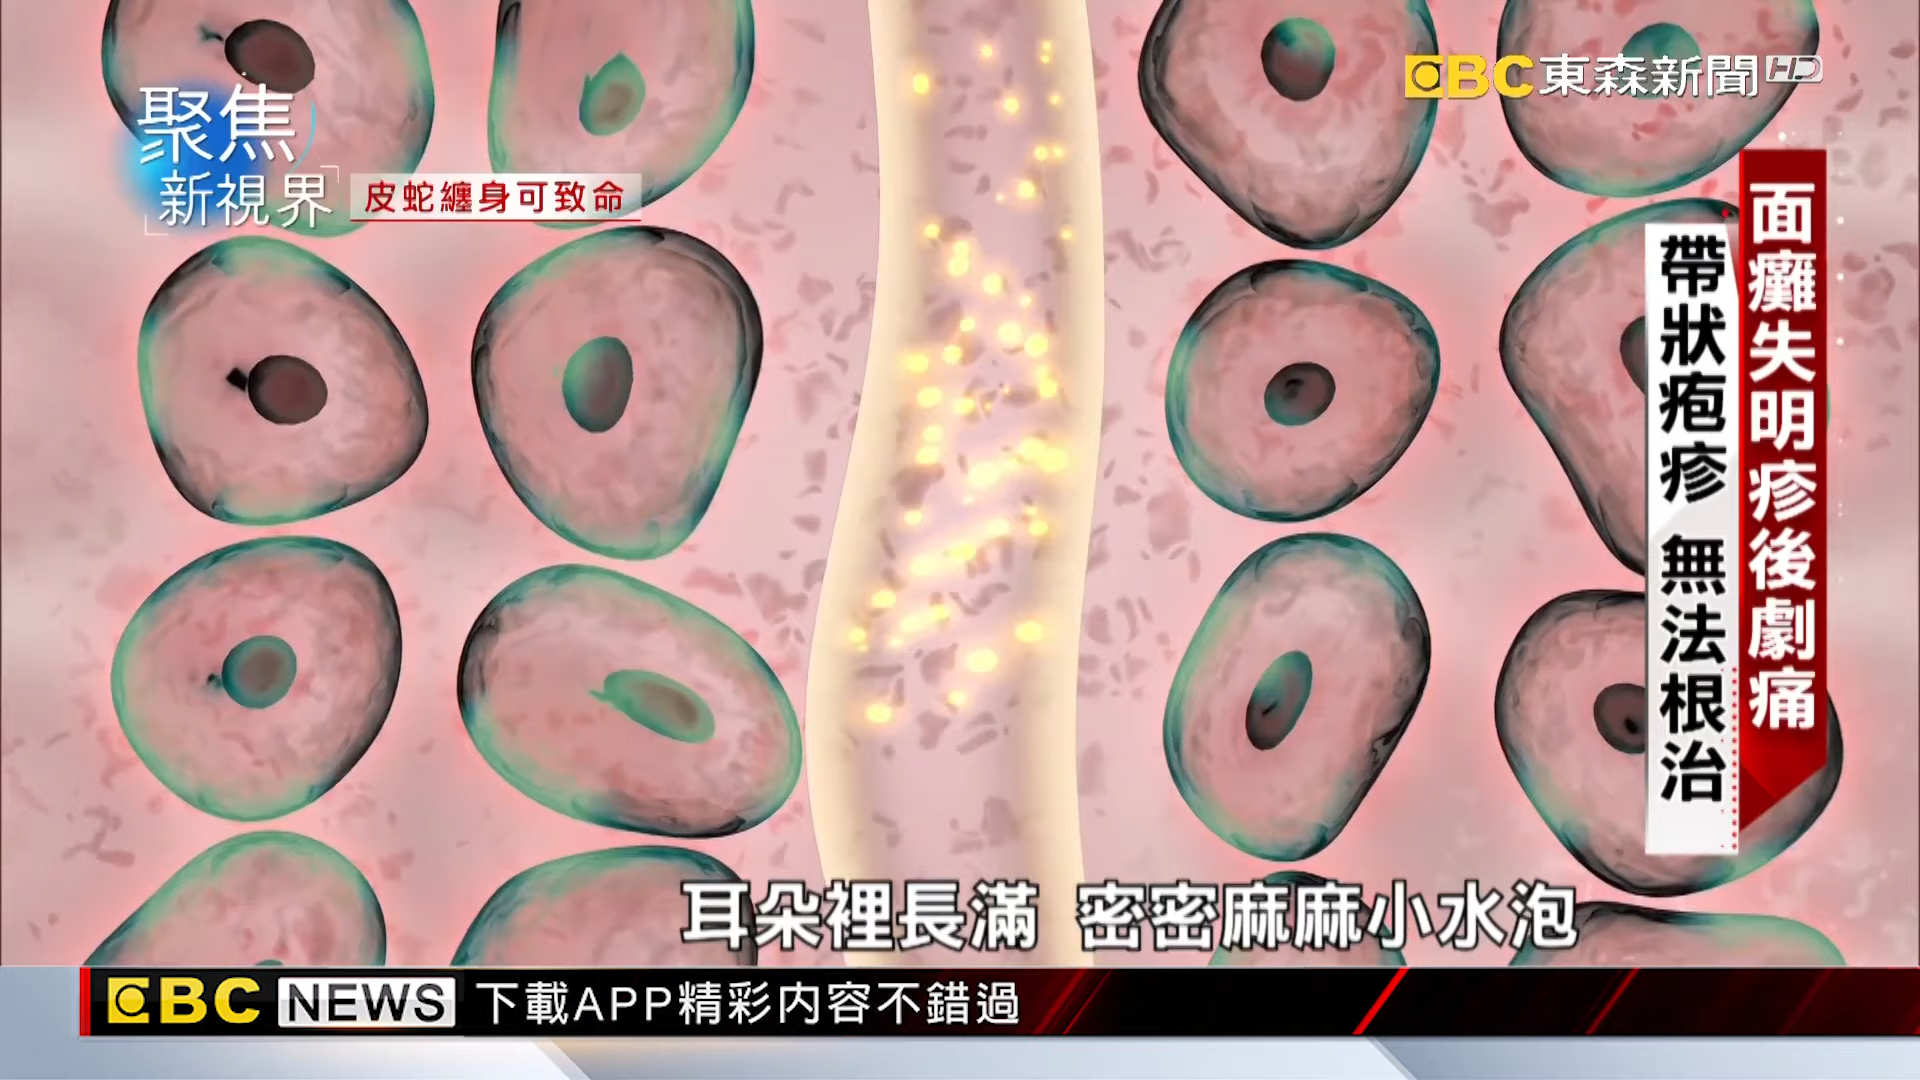 EBC東森新聞HD
聚焦
新視界
皮蛇纏身可致命
面癱失明疹後劇痛
帶狀疱疹 無法根治
耳朵裡長滿 密密麻麻小水泡
EBC NEWS 下載APP精彩內容不錯過